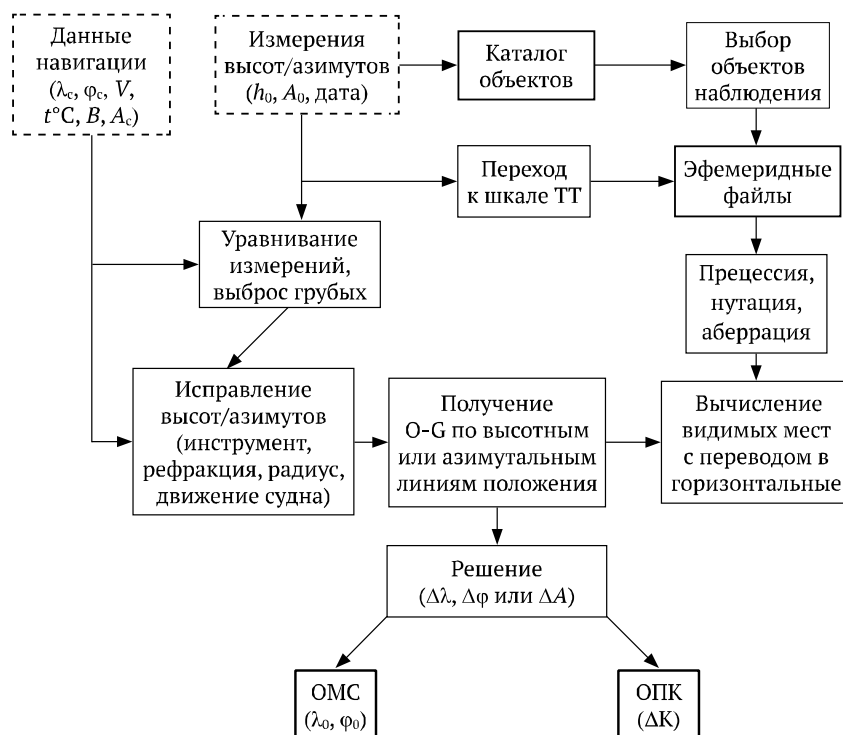 Данные
навигации
(λc, φc, V,
t°C, B, Ac)
Измерения
высот/азимутов
(h0, A0, дата)
Каталог
объектов
Выбор
объектов
наблюдения
Переход
к шкале ТТ
Эфемеридные
файлы
Уравнивание
измерений,
выброс грубых
Прецессия,
нутация,
аберрация
Исправление
высот/азимутов
(инструмент,
рефракция, радиус,
движение судна)
Получение
O-G по высотным
или азимутальным
линиям положения
Вычисление
видимых мест
с переводом в
горизонтальные
Решение
(Δλ, Δφ или ΔA)
ОМС
(λ0, φ0)
ОПК
(ΔК)